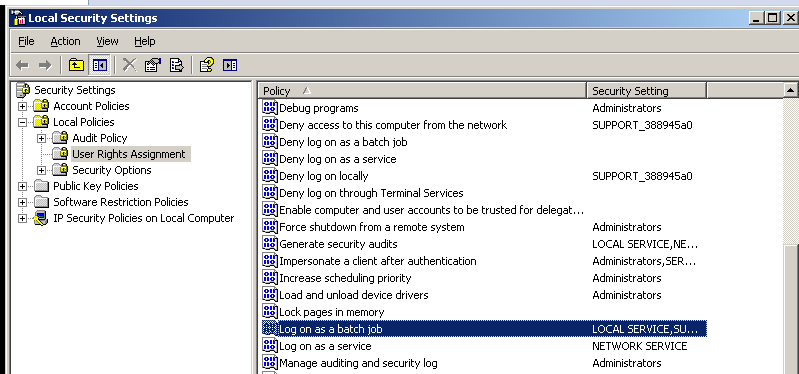 Local Security Settings
File Action View Help
Security Settings
Account Policies
Local Policies
Audit Policy
User Rights Assignment
Security Options
Public Key Policies
Software Restriction Policies
IP Security Policies on Local Computer
Policy Security Setting
Debug programs Administrators
Deny access to this computer from the network SUPPORT_388945a0
Deny log on as a batch job
Deny log on as a service
Deny log on locally SUPPORT_388945a0
Deny log on through Terminal Services
Enable computer and user accounts to be trusted for delegat...
Force shutdown from a remote system Administrators
Generate security audits LOCAL SERVICE,NE...
Impersonate a client after authentication Administrators,SER...
Increase scheduling priority Administrators
Load and unload device drivers Administrators
Lock pages in memory
Log on as a batch job LOCAL SERVICE,SU...
Log on as a service NETWORK SERVICE
Manage auditing and security log Administrators